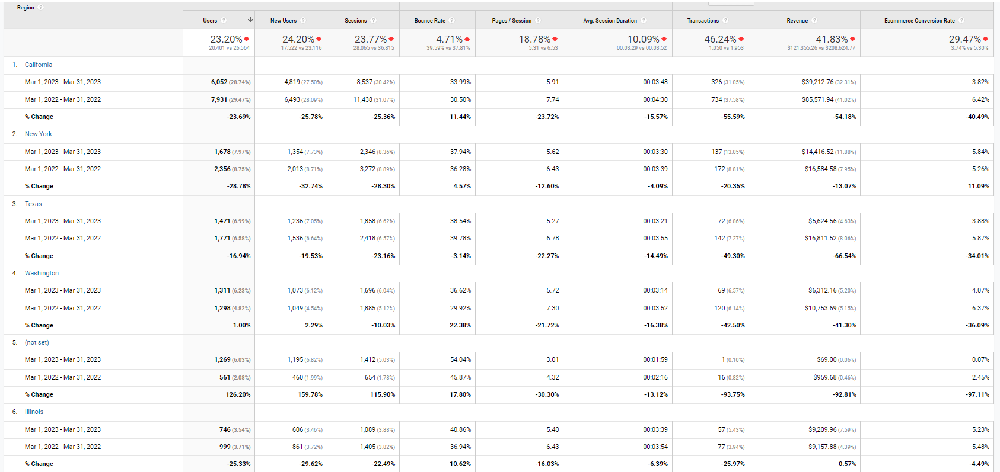 Region ?
Users ? New Users ? Sessions ? Bounce Rate ? Pages / Session ? Avg. Session Duration ? Transactions ? Revenue ? Ecommerce Conversion Rate ?
23.20% 24.20% 23.77% 4.71% 18.78% 10.09% 46.24% 41.83% 29.47%
20,401 vs 26,564 17,522 vs 23,116 28,065 vs 36,815 39.59% vs 37.81% 5.31 vs 6.53 00:03:29 vs 00:03:52 1,050 vs 1,953 $121,355.26 vs $208,624.77 3.74% vs 5.30%
1. California
Mar 1, 2023 - Mar 31, 2023 6,052 (28.74%) 4,819 (27.50%) 8,537 (30.42%) 33.99% 5.91 00:03:48 326 (31.05%) $39,212.76 (32.31%) 3.82%
Mar 1, 2022 - Mar 31, 2022 7,931 (29.47%) 6,493 (28.09%) 11,438 (31.07%) 30.50% 7.74 00:04:30 734 (37.58%) $85,571.94 (41.02%) 6.42%
% Change -23.69% -25.78% -25.36% 11.44% -23.72% -15.57% -55.59% -54.18% -40.49%
2. New York
Mar 1, 2023 - Mar 31, 2023 1,678 (7.97%) 1,354 (7.73%) 2,346 (8.36%) 37.94% 5.62 00:03:30 137 (13.05%) $14,416.52 (11.88%) 5.84%
Mar 1, 2022 - Mar 31, 2022 2,356 (8.75%) 2,013 (8.71%) 3,272 (8.89%) 36.28% 6.43 00:03:39 172 (8.81%) $16,584.58 (7.95%) 5.26%
% Change -28.78% -32.74% -28.30% 4.57% -12.60% -4.09% -20.35% -13.07% 11.09%
3. Texas
Mar 1, 2023 - Mar 31, 2023 1,471 (6.99%) 1,236 (7.05%) 1,858 (6.62%) 38.54% 5.27 00:03:21 72 (6.86%) $5,624.56 (4.63%) 3.88%
Mar 1, 2022 - Mar 31, 2022 1,771 (6.58%) 1,536 (6.64%) 2,418 (6.57%) 39.78% 6.78 00:03:55 142 (7.27%) $16,811.52 (8.06%) 5.87%
% Change -16.94% -19.53% -23.16% -3.14% -22.27% -14.49% -49.30% -66.54% -34.01%
4. Washington
Mar 1, 2023 - Mar 31, 2023 1,311 (6.23%) 1,073 (6.12%) 1,696 (6.04%) 36.62% 5.72 00:03:14 69 (6.57%) $6,312.16 (5.20%) 4.07%
Mar 1, 2022 - Mar 31, 2022 1,298 (4.82%) 1,049 (4.54%) 1,885 (5.12%) 29.92% 7.30 00:03:52 120 (6.14%) $10,753.69 (5.15%) 6.37%
% Change 1.00% 2.29% -10.03% 22.38% -21.72% -16.38% -42.50% -41.30% -36.09%
5. (not set)
Mar 1, 2023 - Mar 31, 2023 1,269 (6.03%) 1,195 (6.82%) 1,412 (5.03%) 54.04% 3.01 00:01:59 1 (0.10%) $69.00 (0.06%) 0.07%
Mar 1, 2022 - Mar 31, 2022 561 (2.08%) 460 (1.99%) 654 (1.78%) 45.87% 4.32 00:02:16 16 (0.82%) $959.68 (0.46%) 2.45%
% Change 126.20% 159.78% 115.90% 17.80% -30.30% -13.12% -93.75% -92.81% -97.11%
6. Illinois
Mar 1, 2023 - Mar 31, 2023 746 (3.54%) 606 (3.46%) 1,089 (3.88%) 40.86% 5.40 00:03:39 57 (5.43%) $9,209.96 (7.59%) 5.23%
Mar 1, 2022 - Mar 31, 2022 999 (3.71%) 861 (3.72%) 1,405 (3.82%) 36.94% 6.43 00:03:54 77 (3.94%) $9,157.88 (4.39%) 5.48%
% Change -25.33% -29.62% -22.49% 10.62% -16.03% -6.39% -25.97% 0.57% -4.49%